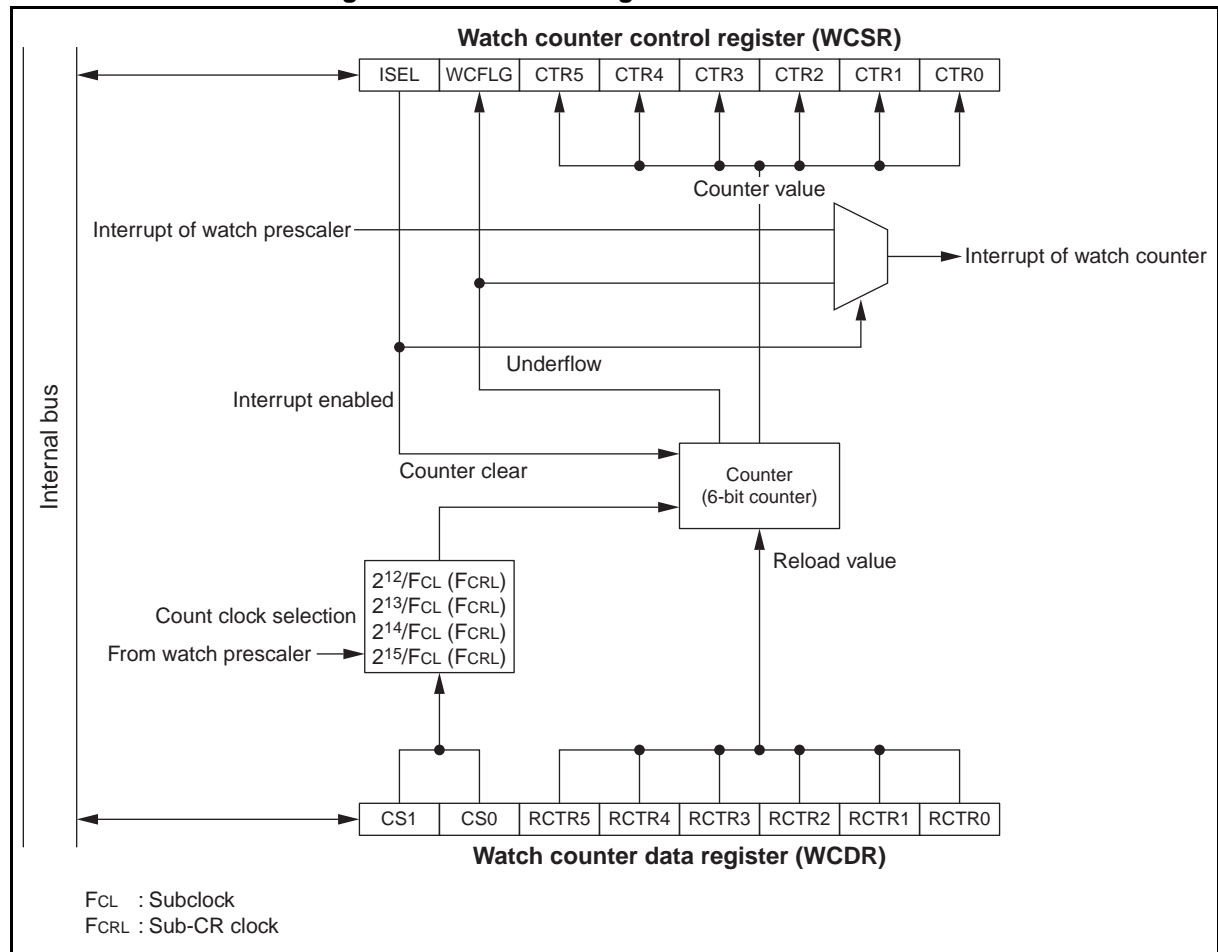 Watch counter control register (WCSR)
ISEL WCFLG CTR5 CTR4 CTR3 CTR2 CTR1 CTR0
Counter value
Interrupt of watch prescaler
Interrupt of watch counter
Underflow
Interrupt enabled
Internal bus
Counter clear
Counter
(6-bit counter)
Reload value
2¹²/FCL (FCRL)
2¹³/FCL (FCRL)
2¹⁴/FCL (FCRL)
2¹⁵/FCL (FCRL)
Count clock selection
From watch prescaler
CS1 CS0 RCTR5 RCTR4 RCTR3 RCTR2 RCTR1 RCTR0
Watch counter data register (WCDR)
FCL : Subclock
FCRL : Sub-CR clock